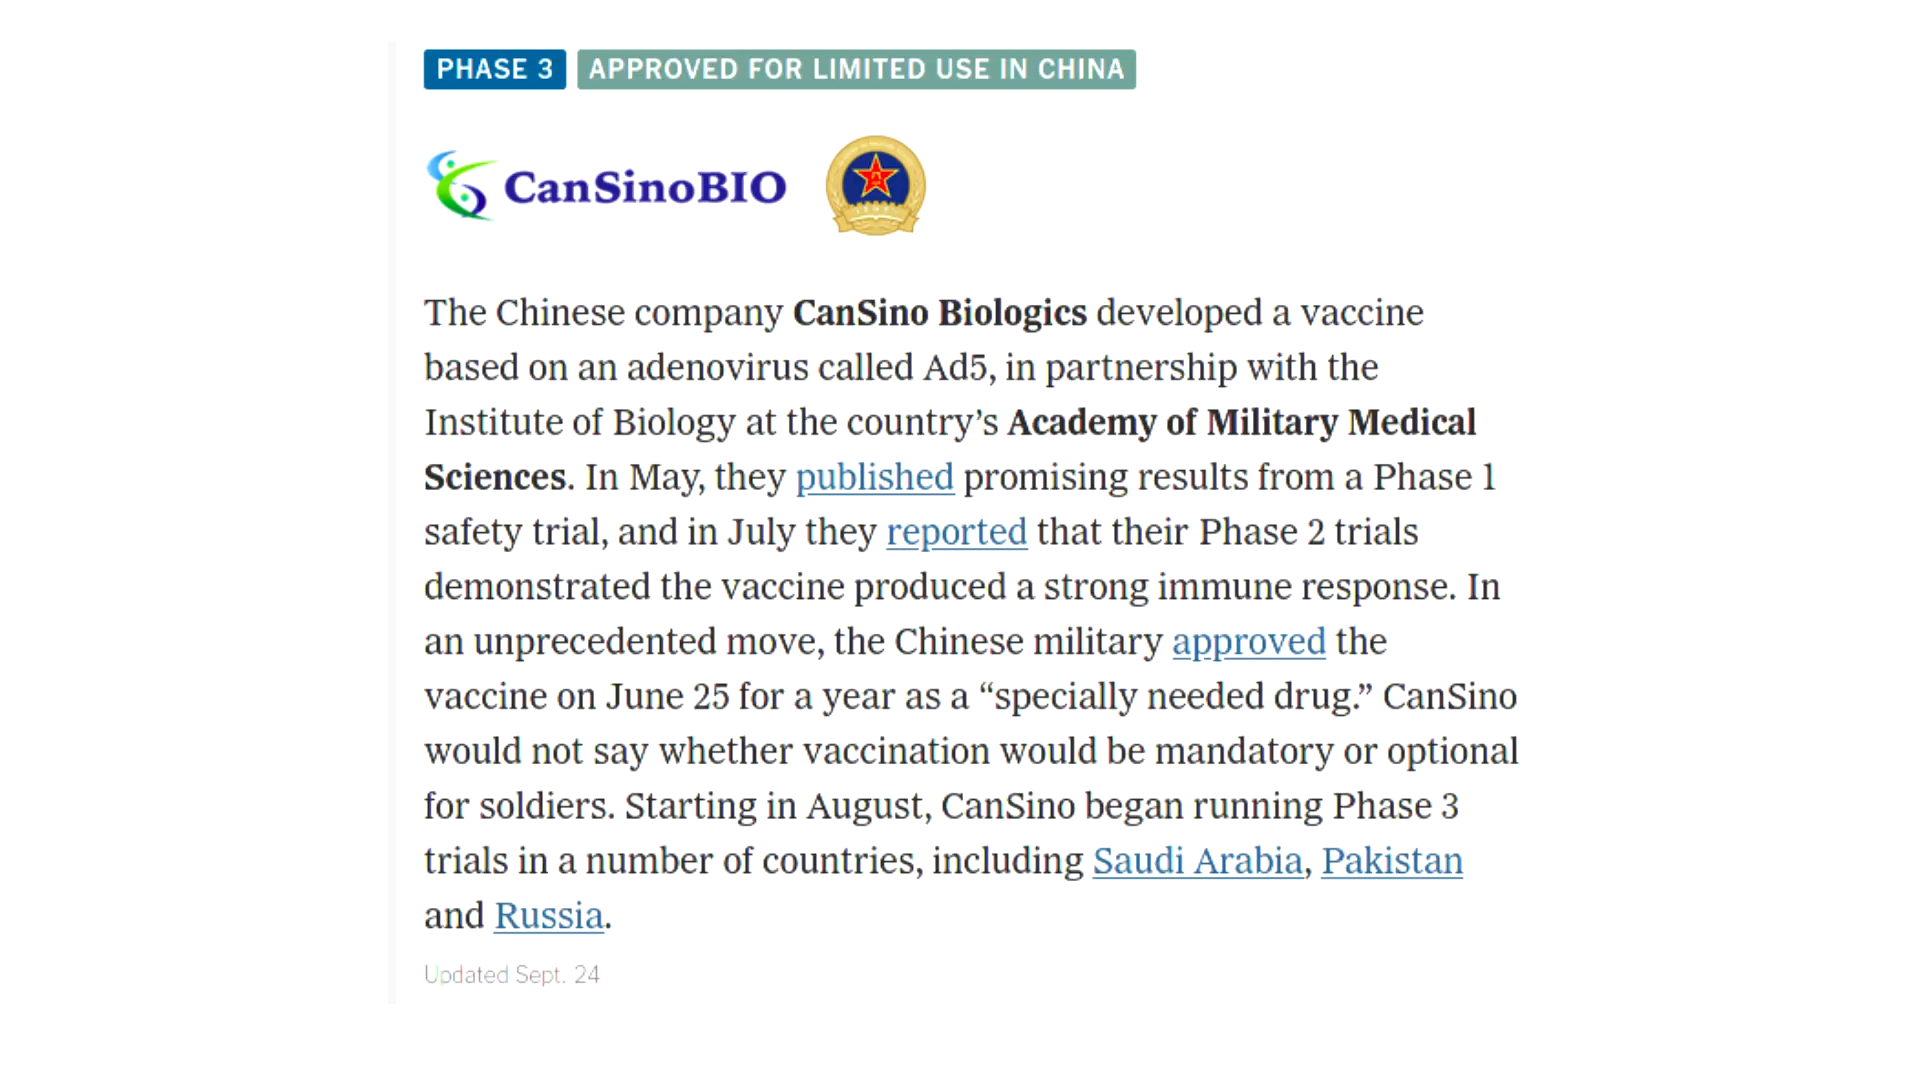 PHASE 3 APPROVED FOR LIMITED USE IN CHINA
CanSinoBIO
The Chinese company CanSino Biologics developed a vaccine
based on an adenovirus called Ad5, in partnership with the
Institute of Biology at the country’s Academy of Military Medical
Sciences. In May, they published promising results from a Phase 1
safety trial, and in July they reported that their Phase 2 trials
demonstrated the vaccine produced a strong immune response. In
an unprecedented move, the Chinese military approved the
vaccine on June 25 for a year as a “specially needed drug.” CanSino
would not say whether vaccination would be mandatory or optional
for soldiers. Starting in August, CanSino began running Phase 3
trials in a number of countries, including Saudi Arabia, Pakistan
and Russia.
Updated Sept. 24